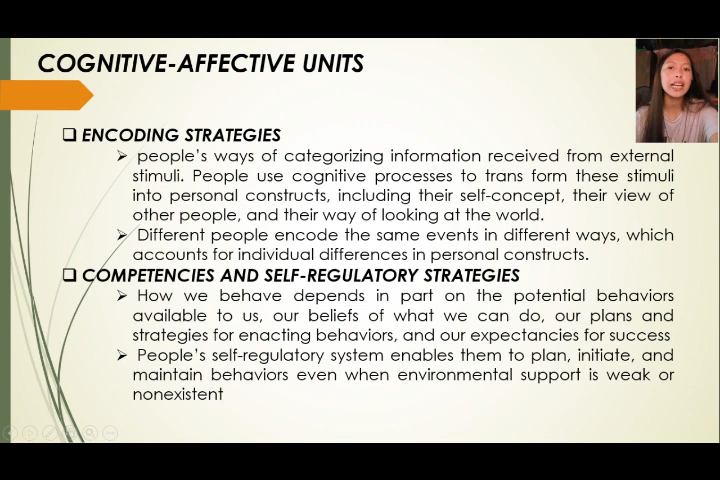 COGNITIVE-AFFECTIVE UNITS
❑ ENCODING STRATEGIES
➢ people's ways of categorizing information received from external
stimuli. People use cognitive processes to trans form these stimuli
into personal constructs, including their self-concept, their view of
other people, and their way of looking at the world.
➢ Different people encode the same events in different ways, which
accounts for individual differences in personal constructs.
❑ COMPETENCIES AND SELF-REGULATORY STRATEGIES
➢ How we behave depends in part on the potential behaviors
available to us, our beliefs of what we can do, our plans and
strategies for enacting behaviors, and our expectancies for success
➢ People's self-regulatory system enables them to plan, initiate, and
maintain behaviors even when environmental support is weak or
nonexistent